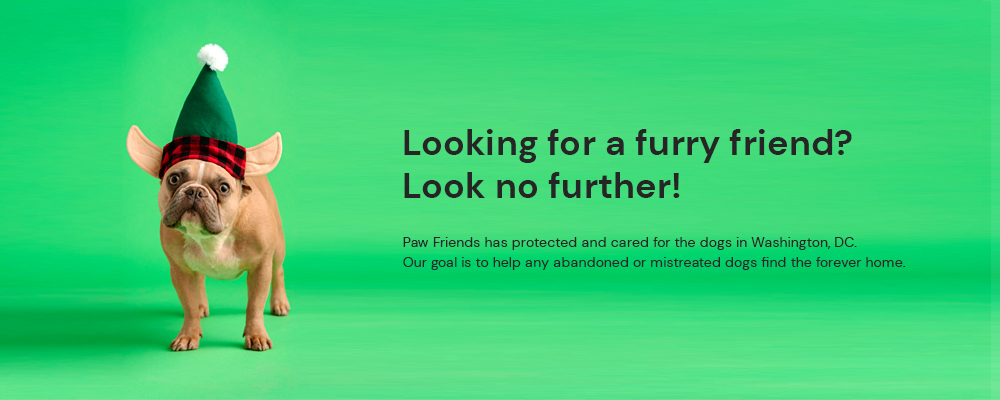 Looking for a furry friend?
Look no further!
Paw Friends has protected and cared for the dogs in Washington, DC.
Our goal is to help any abandoned or mistreated dogs find the forever home.